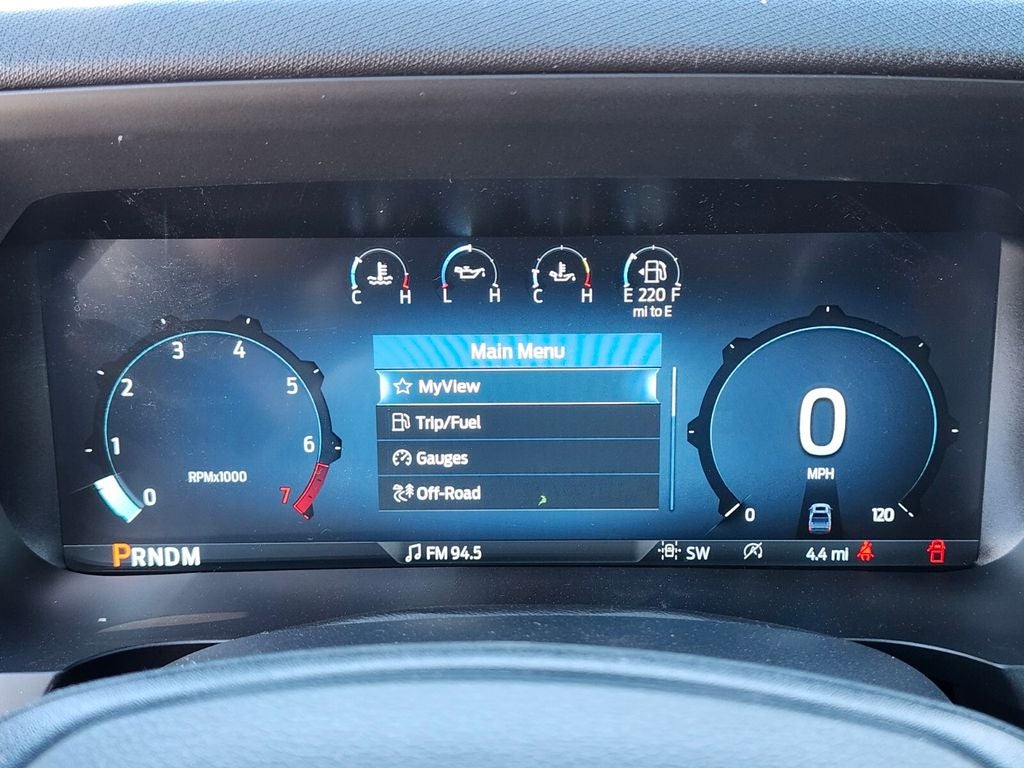 C H
L H
C H
E 220 F
mi to E
Main Menu
MyView
Trip/Fuel
Gauges
Off-Road
0
1
2
3
4
5
6
7
RPMx1000
0
MPH
0
120
PRNDM
FM 94.5
SW
4.4 mi